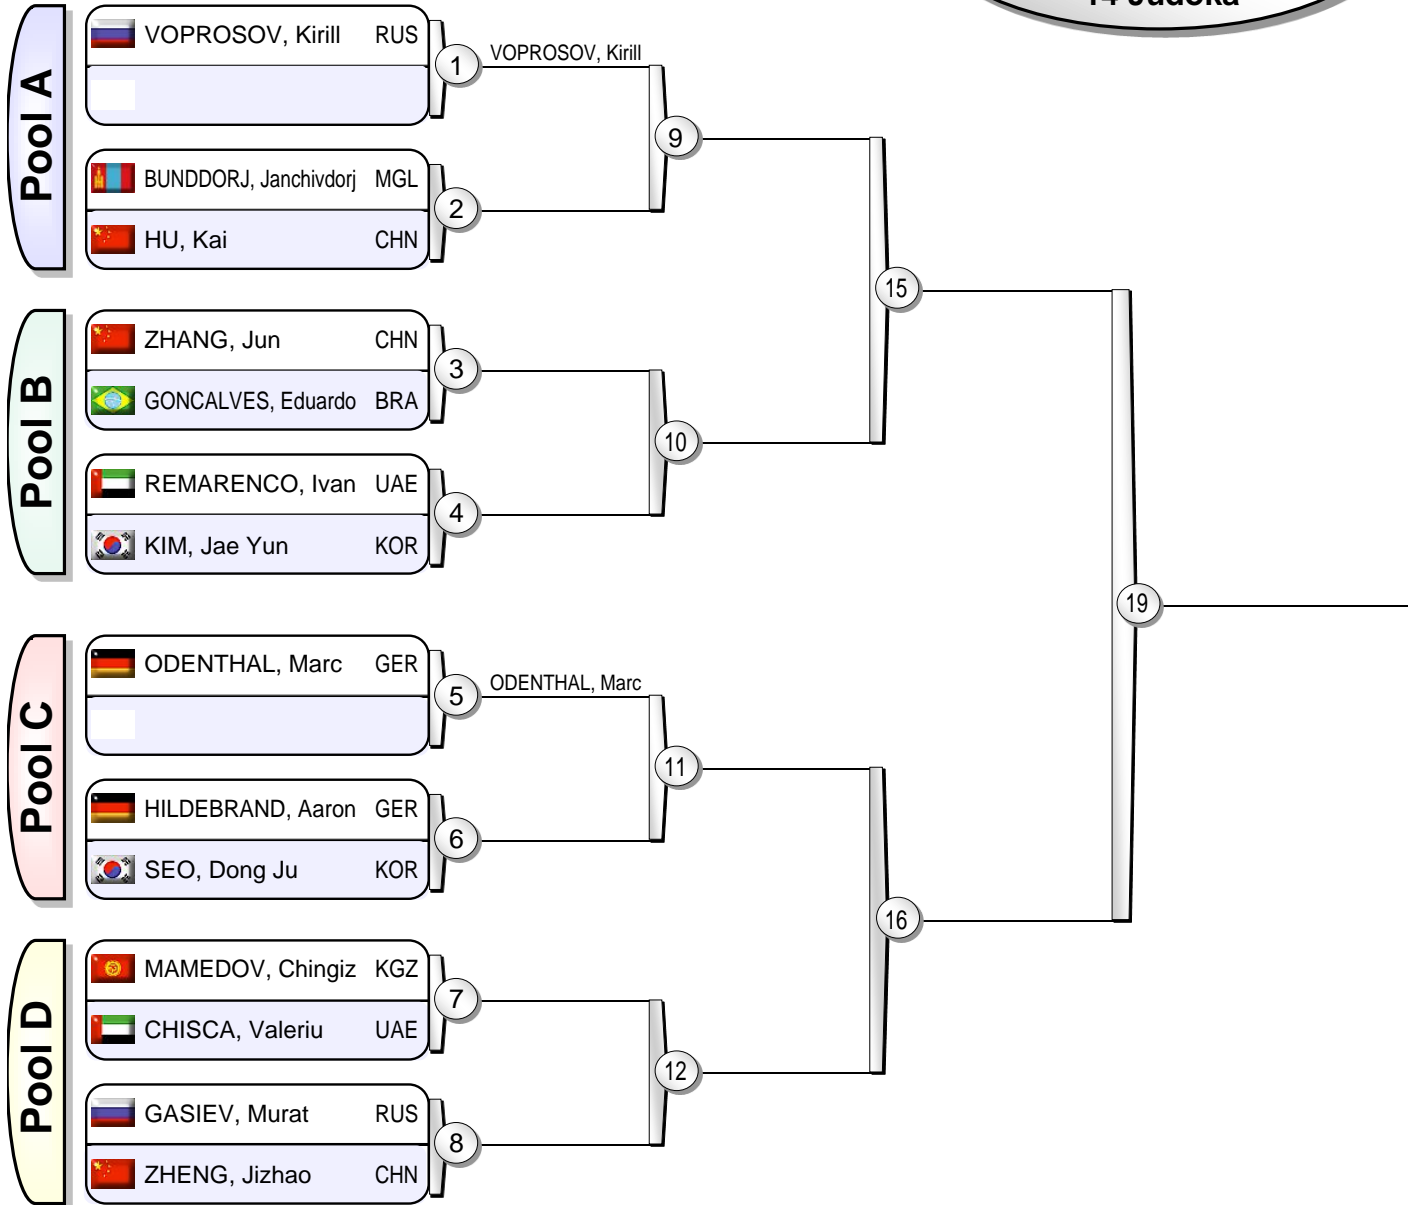 14 Judoka
Pool A
VOPROSOV, Kirill RUS
1
VOPROSOV, Kirill
9
BUNDDORJ, Janchivdorj MGL
2
HU, Kai CHN
15
Pool B
ZHANG, Jun CHN
3
GONCALVES, Eduardo BRA
10
REMARENCO, Ivan UAE
4
KIM, Jae Yun KOR
19
Pool C
ODENTHAL, Marc GER
5
ODENTHAL, Marc
11
HILDEBRAND, Aaron GER
6
SEO, Dong Ju KOR
16
Pool D
MAMEDOV, Chingiz KGZ
7
CHISCA, Valeriu UAE
12
GASIEV, Murat RUS
8
ZHENG, Jizhao CHN